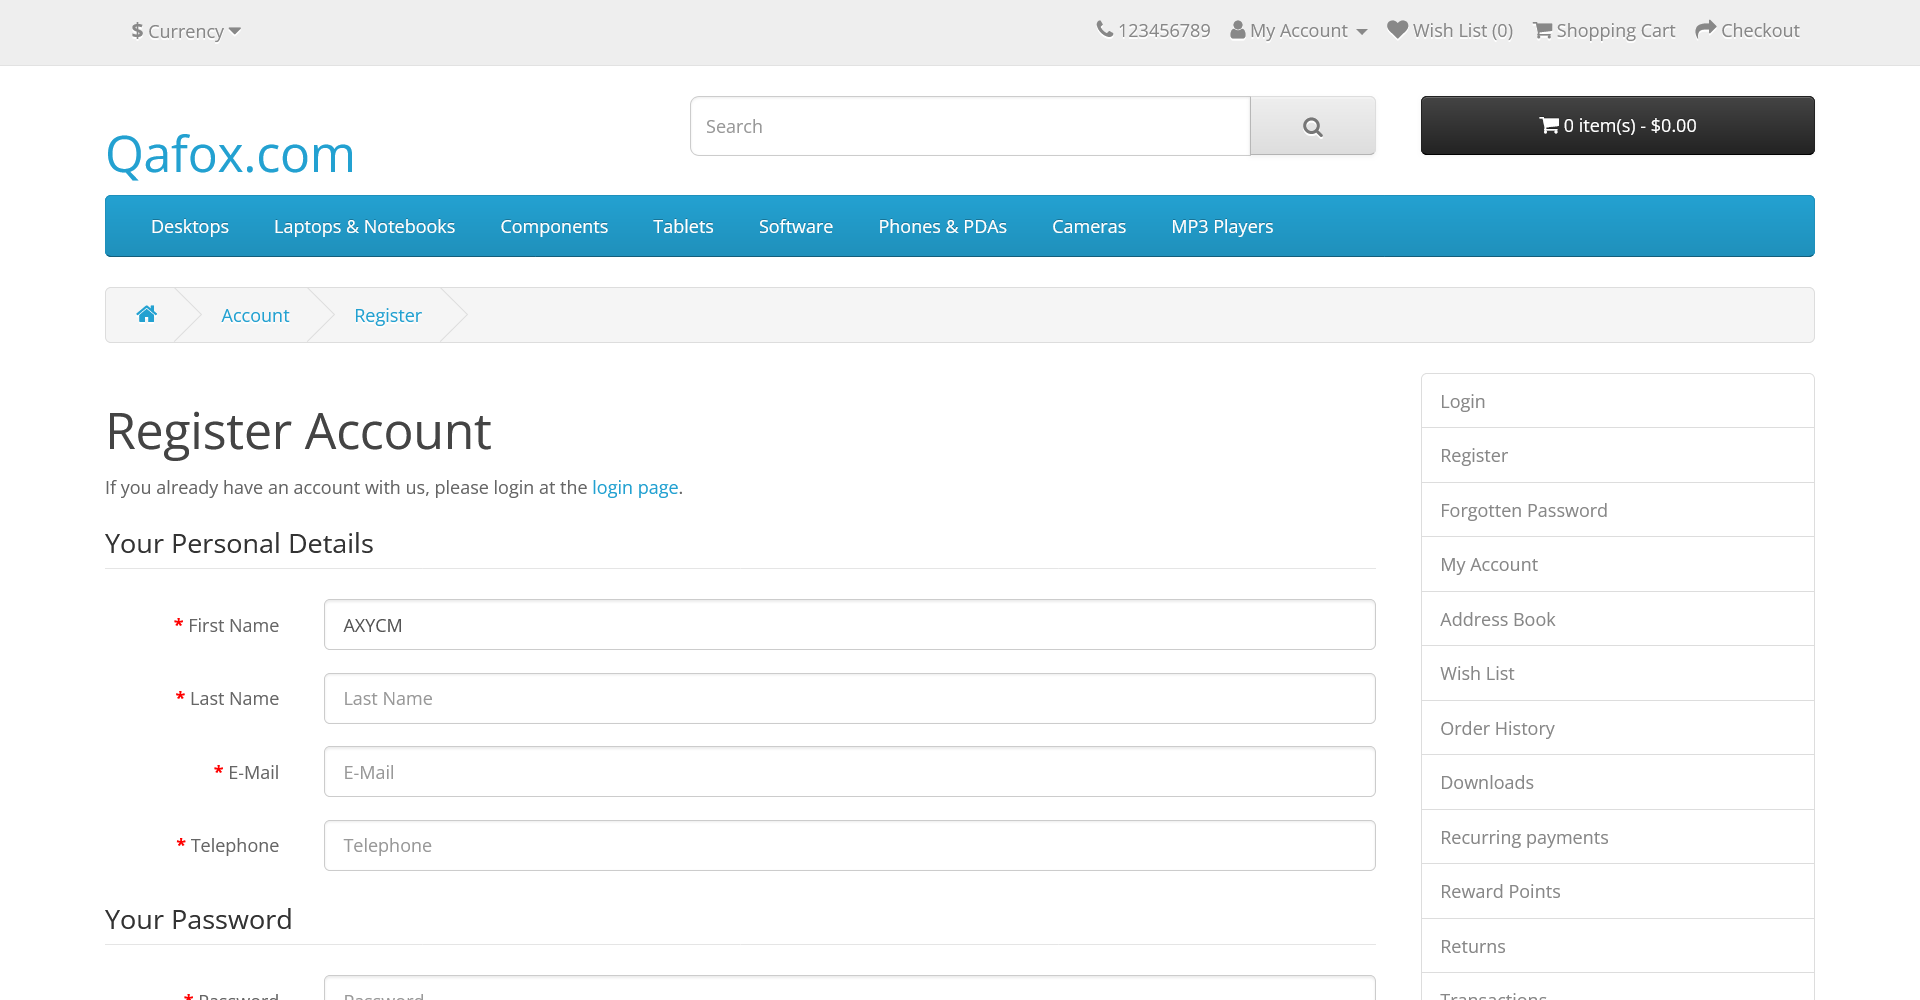 $ Currency
123456789
My Account
Wish List (0)
Shopping Cart
Checkout
Qafox.com
Search
0 item(s) - $0.00
Desktops
Laptops & Notebooks
Components
Tablets
Software
Phones & PDAs
Cameras
MP3 Players
Account
Register
Register Account
If you already have an account with us, please login at the login page.
Your Personal Details
* First Name
AXYCM
* Last Name
Last Name
* E-Mail
E-Mail
* Telephone
Telephone
Your Password
* Password
Password
Login
Register
Forgotten Password
My Account
Address Book
Wish List
Order History
Downloads
Recurring payments
Reward Points
Returns
Transactions